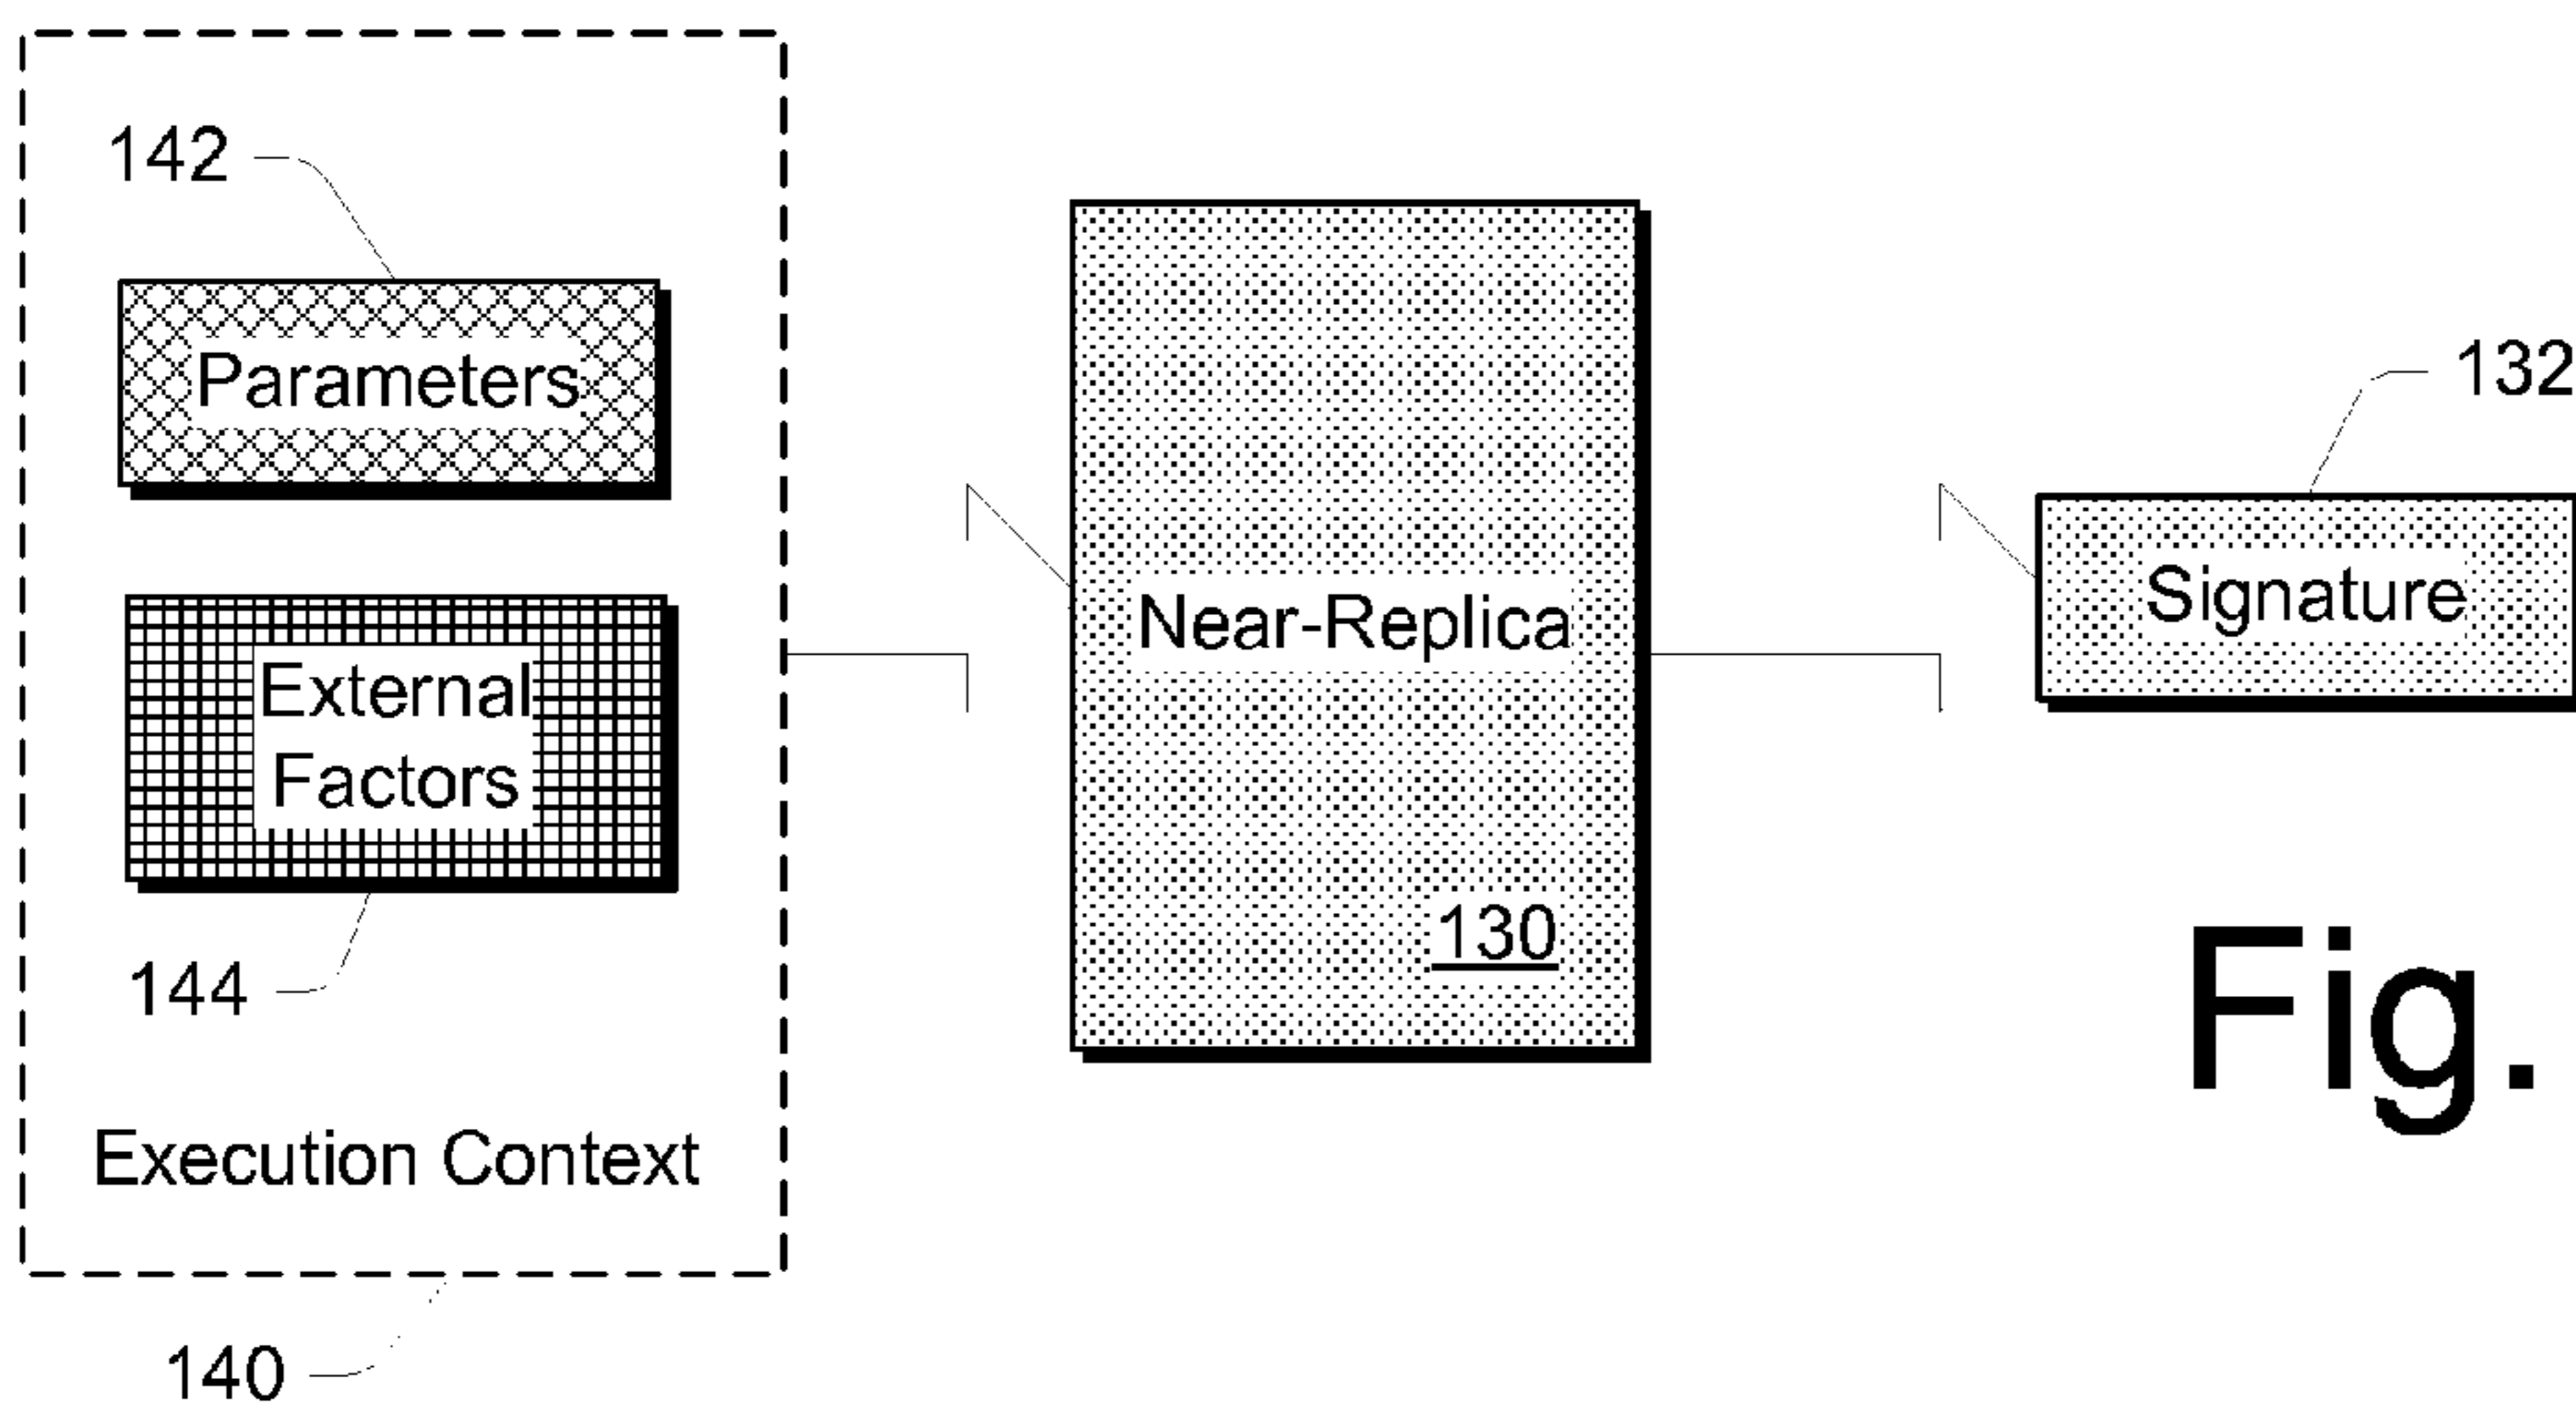 142
Parameters
External
Factors
144
Execution Context
140
Near-Replica
130
132
Signature
Fig.